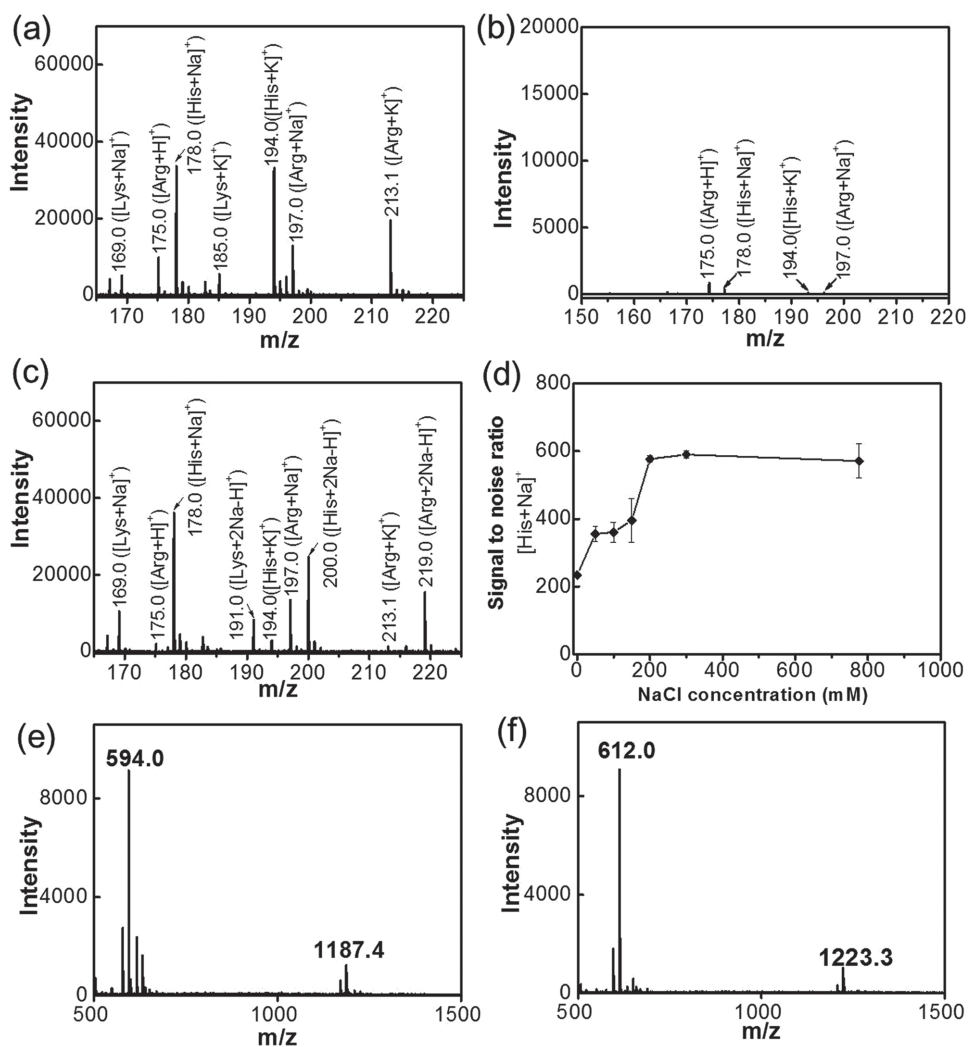 (a)
60000
40000
20000
0
Intensity
169.0 ([Lys+Na]⁺)
175.0 ([Arg+H]⁺)
178.0 ([His+Na]⁺)
185.0 ([Lys+K]⁺)
194.0([His+K]⁺)
197.0 ([Arg+Na]⁺)
213.1 ([Arg+K]⁺)
170 180 190 200 210 220
m/z
(b)
20000
15000
10000
5000
0
Intensity
175.0 ([Arg+H]⁺)
178.0 ([His+Na]⁺)
194.0([His+K]⁺)
197.0 ([Arg+Na]⁺)
150 160 170 180 190 200 210 220
m/z
(c)
60000
40000
20000
0
Intensity
169.0 ([Lys+Na]⁺)
175.0 ([Arg+H]⁺)
178.0 ([His+Na]⁺)
191.0 ([Lys+2Na-H]⁺)
194.0([His+K]⁺)
197.0 ([Arg+Na]⁺)
200.0 ([His+2Na-H]⁺)
213.1 ([Arg+K]⁺)
219.0 ([Arg+2Na-H]⁺)
170 180 190 200 210 220
m/z
(d)
800
600
400
200
0
Signal to noise ratio
[His+Na]⁺
0 200 400 600 800 1000
NaCl concentration (mM)
(e)
594.0
8000
4000
0
Intensity
1187.4
500 1000 1500
m/z
(f)
612.0
8000
4000
0
Intensity
1223.3
500 1000 1500
m/z